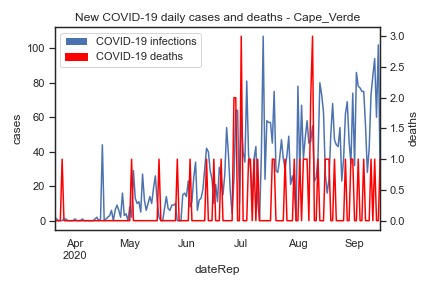 New COVID-19 daily cases and deaths - Cape_Verde
COVID-19 infections
COVID-19 deaths
100
80
60
40
20
0
cases
3.0
2.5
2.0
1.5
1.0
0.5
0.0
deaths
Apr
2020
May
Jun
Jul
Aug
Sep
dateRep